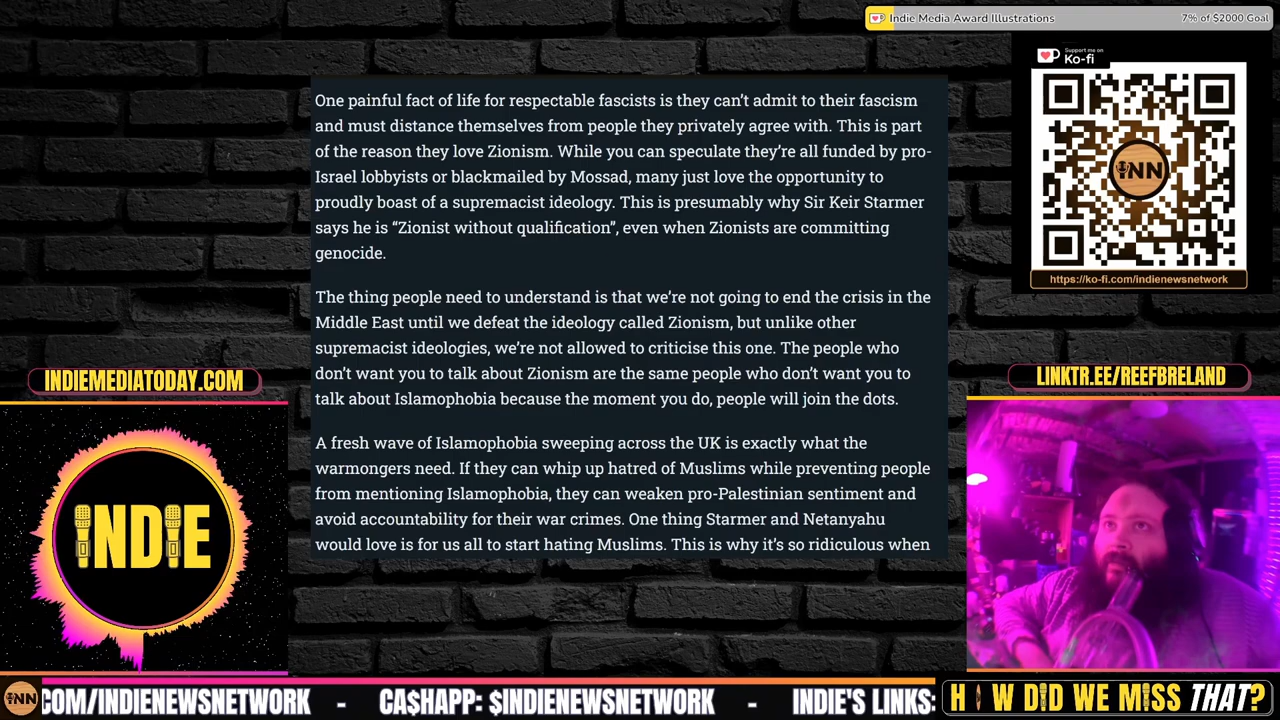 Indie Media Award Illustrations
7% of $2000 Goal
Support me on
Ko-fi
INN
https://ko-fi.com/indienewsnetwork
One painful fact of life for respectable fascists is they can’t admit to their fascism
and must distance themselves from people they privately agree with. This is part
of the reason they love Zionism. While you can speculate they’re all funded by pro-
Israel lobbyists or blackmailed by Mossad, many just love the opportunity to
proudly boast of a supremacist ideology. This is presumably why Sir Keir Starmer
says he is “Zionist without qualification”, even when Zionists are committing
genocide.
The thing people need to understand is that we’re not going to end the crisis in the
Middle East until we defeat the ideology called Zionism, but unlike other
supremacist ideologies, we’re not allowed to criticise this one. The people who
don’t want you to talk about Zionism are the same people who don’t want you to
talk about Islamophobia because the moment you do, people will join the dots.
A fresh wave of Islamophobia sweeping across the UK is exactly what the
warmongers need. If they can whip up hatred of Muslims while preventing people
from mentioning Islamophobia, they can weaken pro-Palestinian sentiment and
avoid accountability for their war crimes. One thing Starmer and Netanyahu
would love is for us all to start hating Muslims. This is why it’s so ridiculous when
INDIEMEDIATODAY.COM
INDIE
LINKTR.EE/REEFBRELAND
INN
COM/INDIENEWSNETWORK - CA$HAPP: $INDIENEWSNETWORK - INDIE'S LINKS:
HOW DID WE MISS THAT?